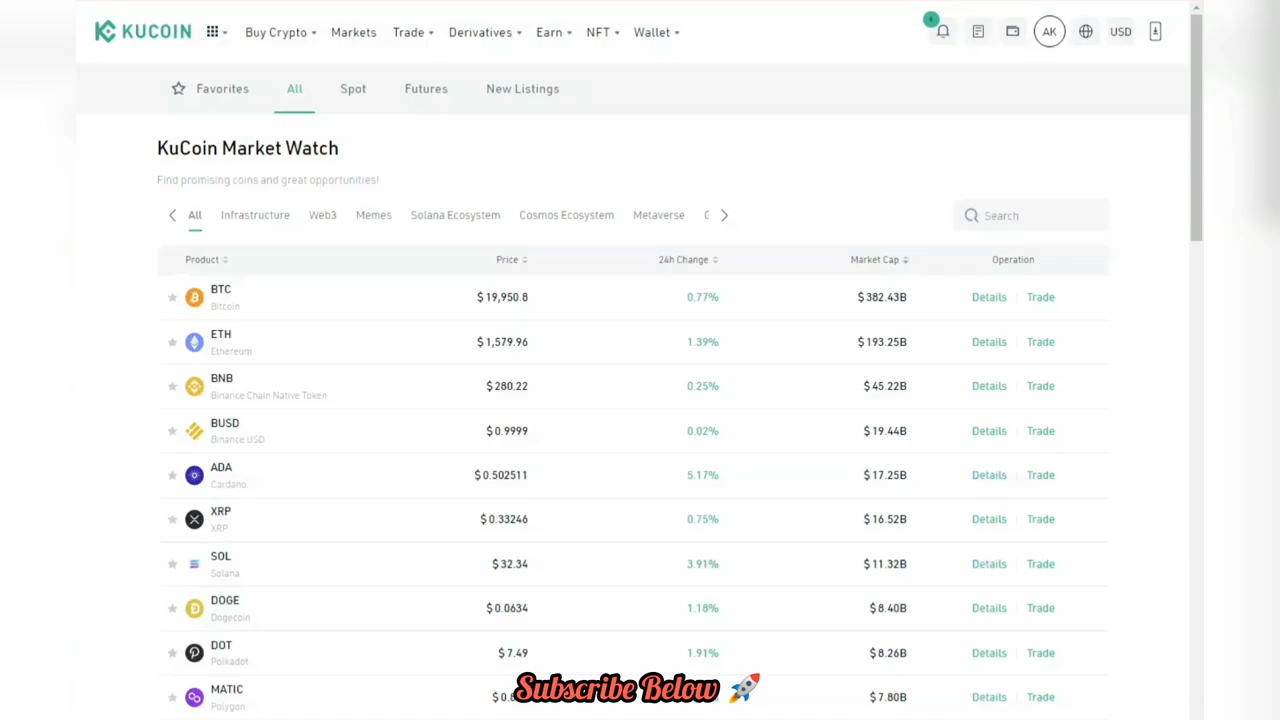 KUCOIN Buy Crypto Markets Trade Derivatives Earn NFT Wallet AK USD
Favorites All Spot Futures New Listings
KuCoin Market Watch
Find promising coins and great opportunities!
All Infrastructure Web3 Memes Solana Ecosystem Cosmos Ecosystem Metaverse Search
Product Price 24h Change Market Cap Operation
BTC
Bitcoin
$ 19,950.8 0.77% $ 382.43B Details Trade
ETH
Ethereum
$ 1,579.96 1.39% $ 193.25B Details Trade
BNB
Binance Chain Native Token
$ 280.22 0.25% $ 45.22B Details Trade
BUSD
Binance USD
$ 0.9999 0.02% $ 19.44B Details Trade
ADA
Cardano
$ 0.502511 5.17% $ 17.25B Details Trade
XRP
XRP
$ 0.33246 0.75% $ 16.52B Details Trade
SOL
Solana
$ 32.34 3.91% $ 11.32B Details Trade
DOGE
Dogecoin
$ 0.0634 1.18% $ 8.40B Details Trade
DOT
Polkadot
$ 7.49 1.91% $ 8.26B Details Trade
MATIC
Polygon
$ 7.80B Details Trade
Subscribe Below 🚀